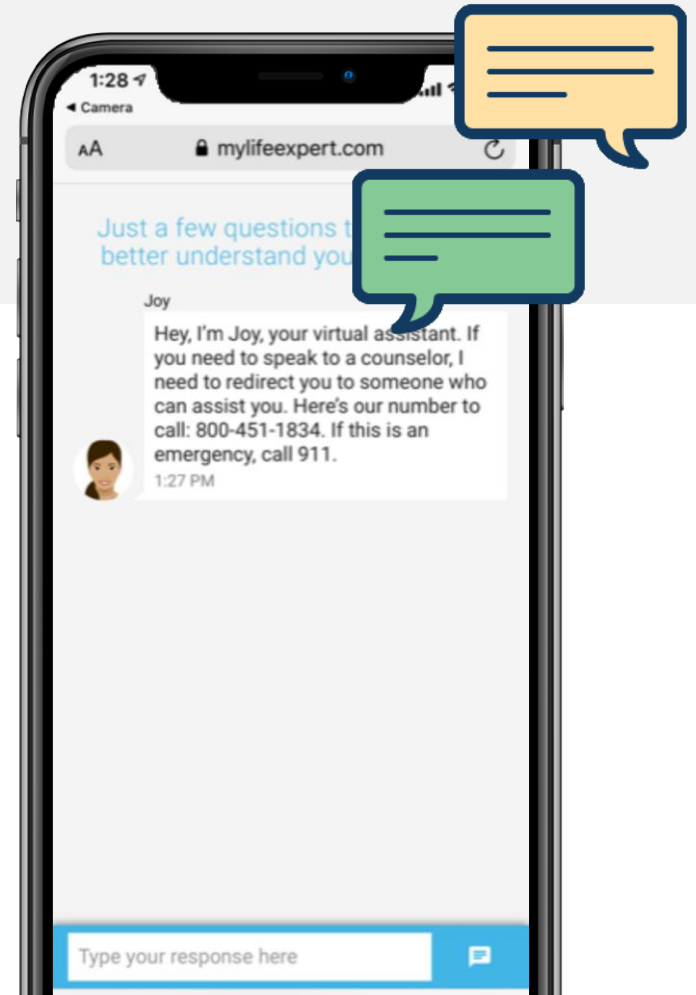 1:28
Camera
AA mylifeexpert.com
Just a few questions
better understand you
Joy
Hey, I'm Joy, your virtual assistant. If
you need to speak to a counselor, I
need to redirect you to someone who
can assist you. Here's our number to
call: 800-451-1834. If this is an
emergency, call 911.
1:27 PM
Type your response here